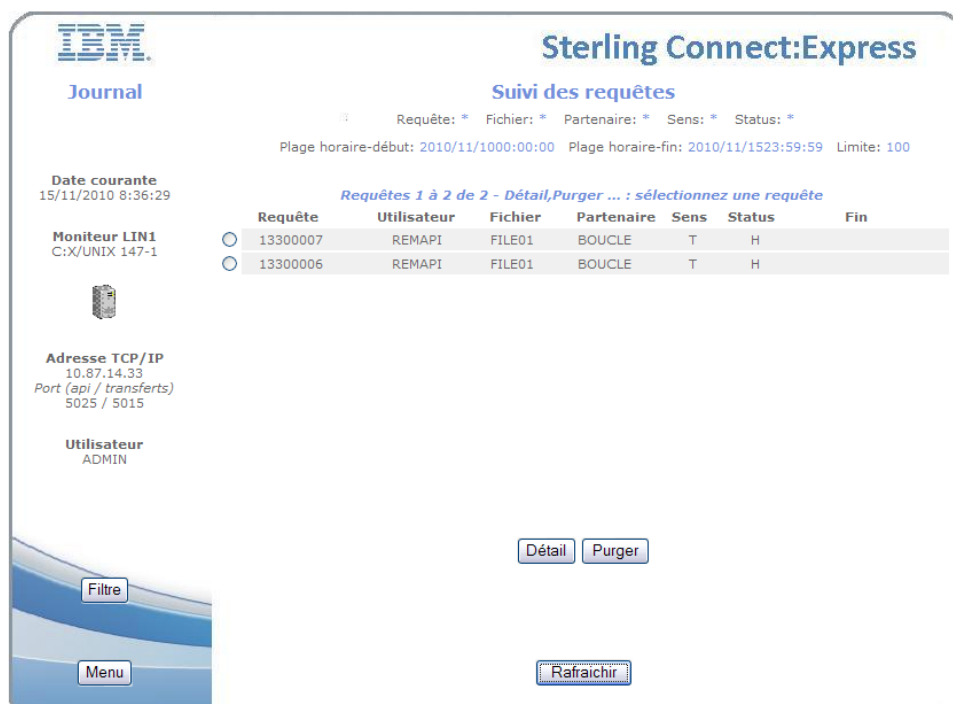 IBM.
Sterling Connect:Express
Journal
Suivi des requêtes
Requête: * Fichier: * Partenaire: * Sens: * Status: *
Plage horaire-début: 2010/11/1000:00:00 Plage horaire-fin: 2010/11/1523:59:59 Limite: 100
Date courante
15/11/2010 8:36:29
Moniteur LIN1
C:X/UNIX 147-1
Adresse TCP/IP
10.87.14.33
Port (api / transferts)
5025 / 5015
Utilisateur
ADMIN
Requêtes 1 à 2 de 2 - Détail,Purger ... : sélectionnez une requête
Requête Utilisateur Fichier Partenaire Sens Status Fin
13300007 REMAPI FILE01 BOUCLE T H
13300006 REMAPI FILE01 BOUCLE T H
Détail Purger
Filtre
Menu
Rafraichir